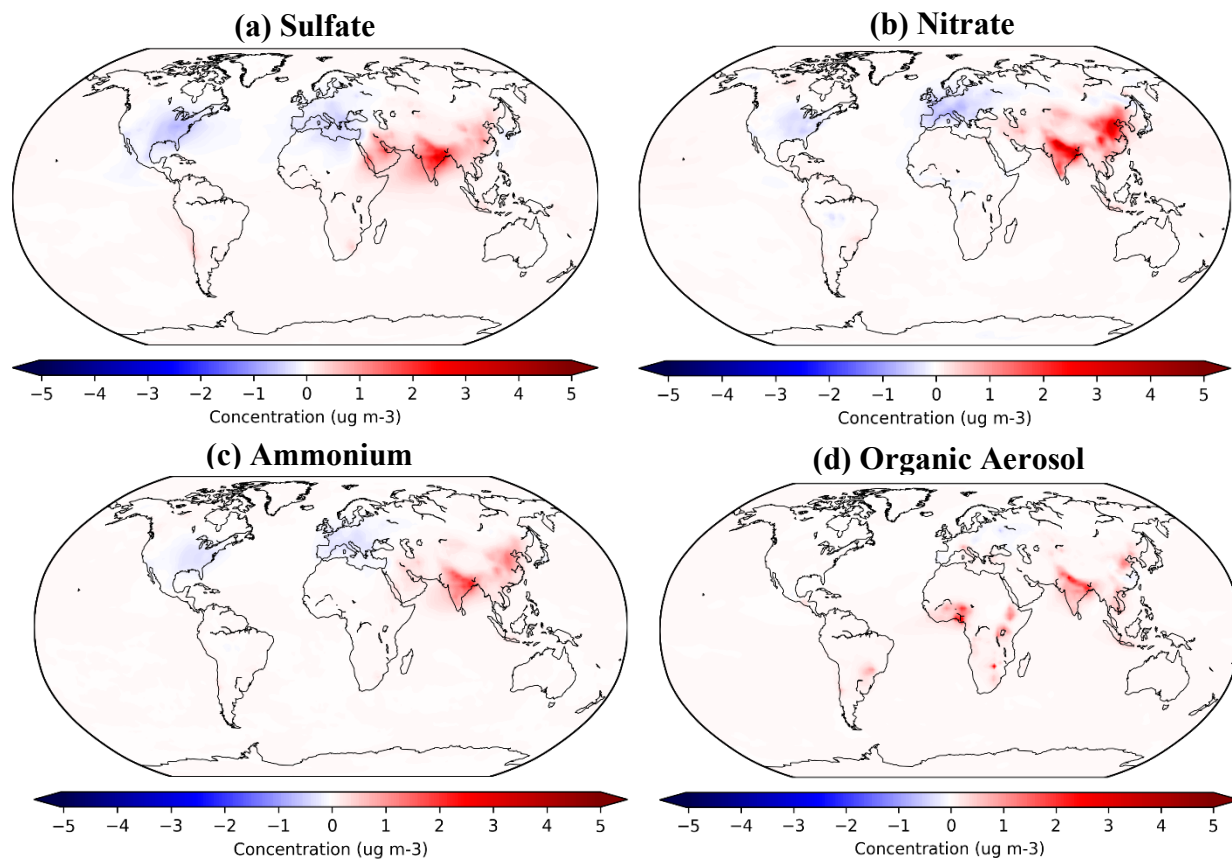 (a) Sulfate
(b) Nitrate
−5 −4 −3 −2 −1 0 1 2 3 4 5
Concentration (ug m-3)
−5 −4 −3 −2 −1 0 1 2 3 4 5
Concentration (ug m-3)
(c) Ammonium
(d) Organic Aerosol
−5 −4 −3 −2 −1 0 1 2 3 4 5
Concentration (ug m-3)
−5 −4 −3 −2 −1 0 1 2 3 4 5
Concentration (ug m-3)